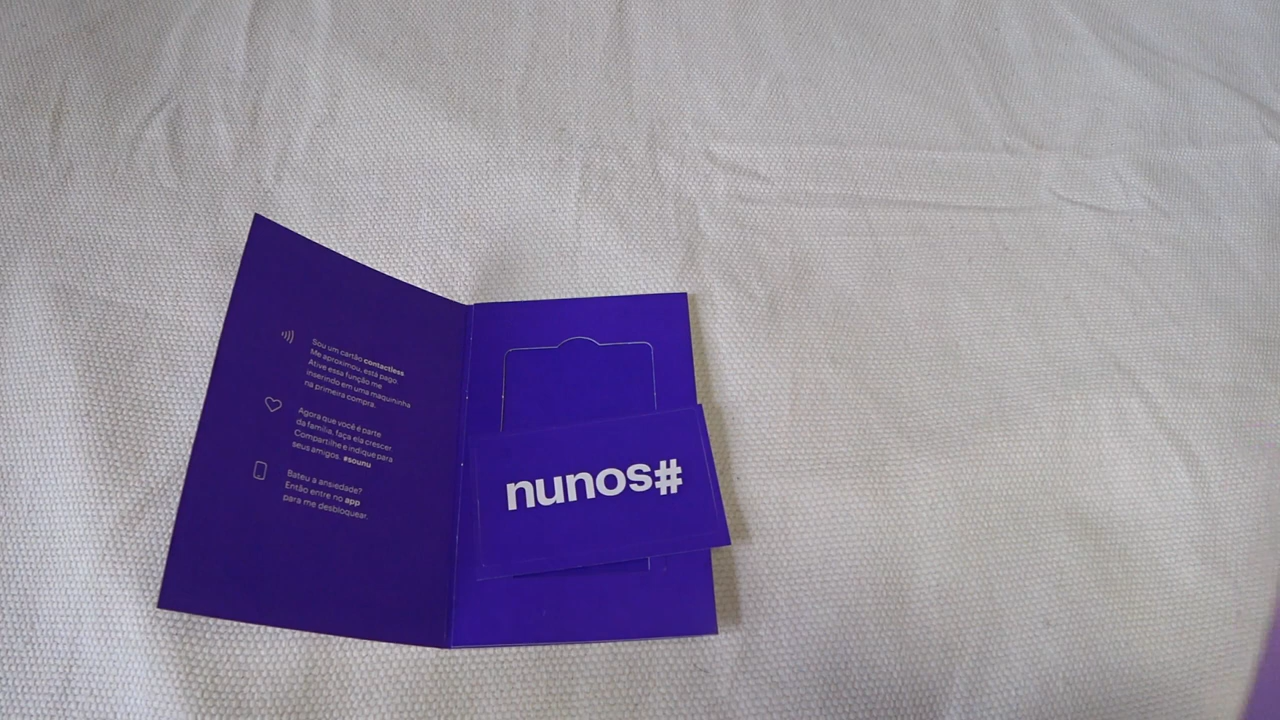 Sou um cartão contactless
Me aproximou, está pago.
Ative essa função me
inserindo em uma maquininha
na primeira compra.
Agora que você é parte
da família, faça ela crescer
Compartilhe e indique para
seus amigos. #sounu
Bateu a ansiedade?
Então entre no app
para me desbloquear.
nunos#